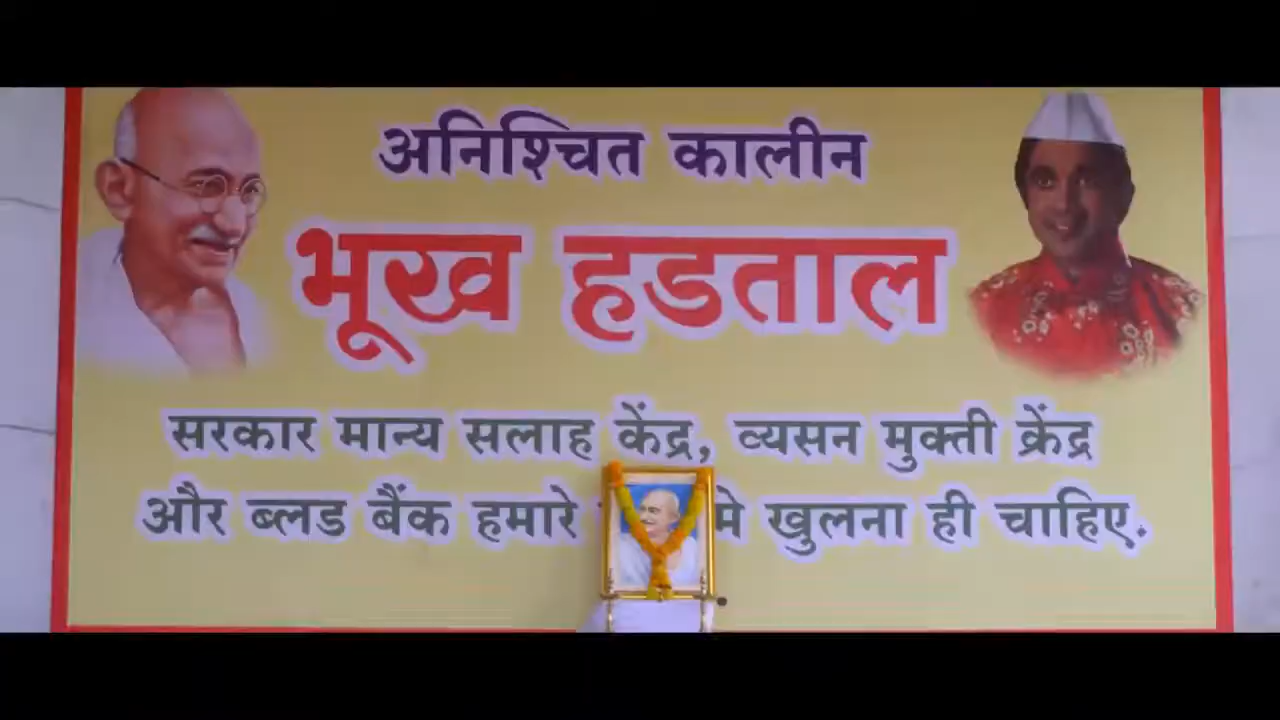 अनिश्चित कालीन
भूख हडताल
सरकार मान्य सलाह केंद्र, व्यसन मुक्ती क्रेंद्र
और ब्लड बैंक हमारे मे खुलना ही चाहिए.